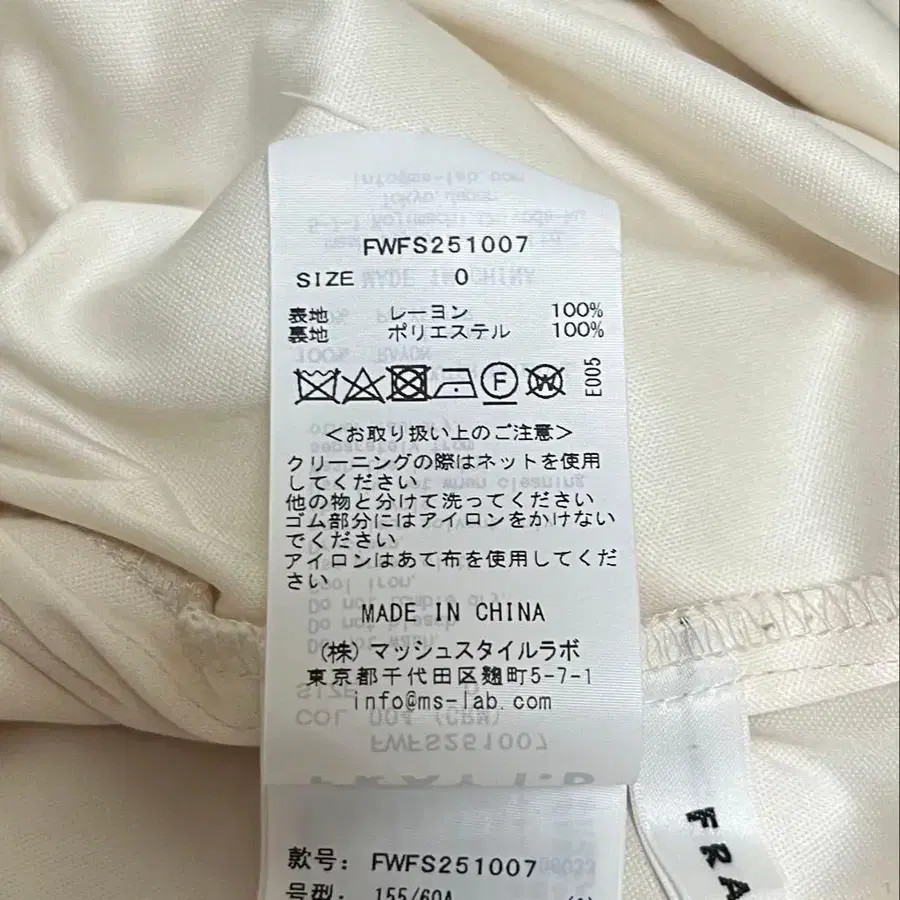 FWFS251007
SIZE 0
表地 レーヨン 100%
裏地 ポリエステル 100%
F W E005
＜お取り扱い上のご注意＞
クリーニングの際はネットを使用
してください
他の物と分けて洗ってください
ゴム部分にはアイロンをかけない
でください
アイロンはあて布を使用してくだ
さい
MADE IN CHINA
(株) マッシュスタイルラボ
東京都千代田区麹町5-7-1
info@ms-lab.com
款号: FWFS251007
号型: 155/60A
FRA